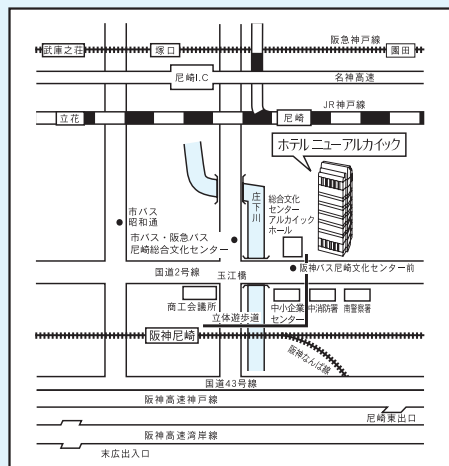 阪急神戸線
武庫之荘
塚口
園田
尼崎I.C
名神高速
JR神戸線
立花
尼崎
ホテル ニューアルカイック
庄下川
総合文化
センター
アルカイック
ホール
市バス
昭和通
市バス・阪急バス
尼崎総合文化センター
阪神バス尼崎文化センター前
国道2号線
玉江橋
商工会議所
中小企業
センター
中消防署
南警察署
立体遊歩道
阪神尼崎
阪神なんば線
国道43号線
阪神高速神戸線
尼崎東出口
阪神高速湾岸線
末広出入口